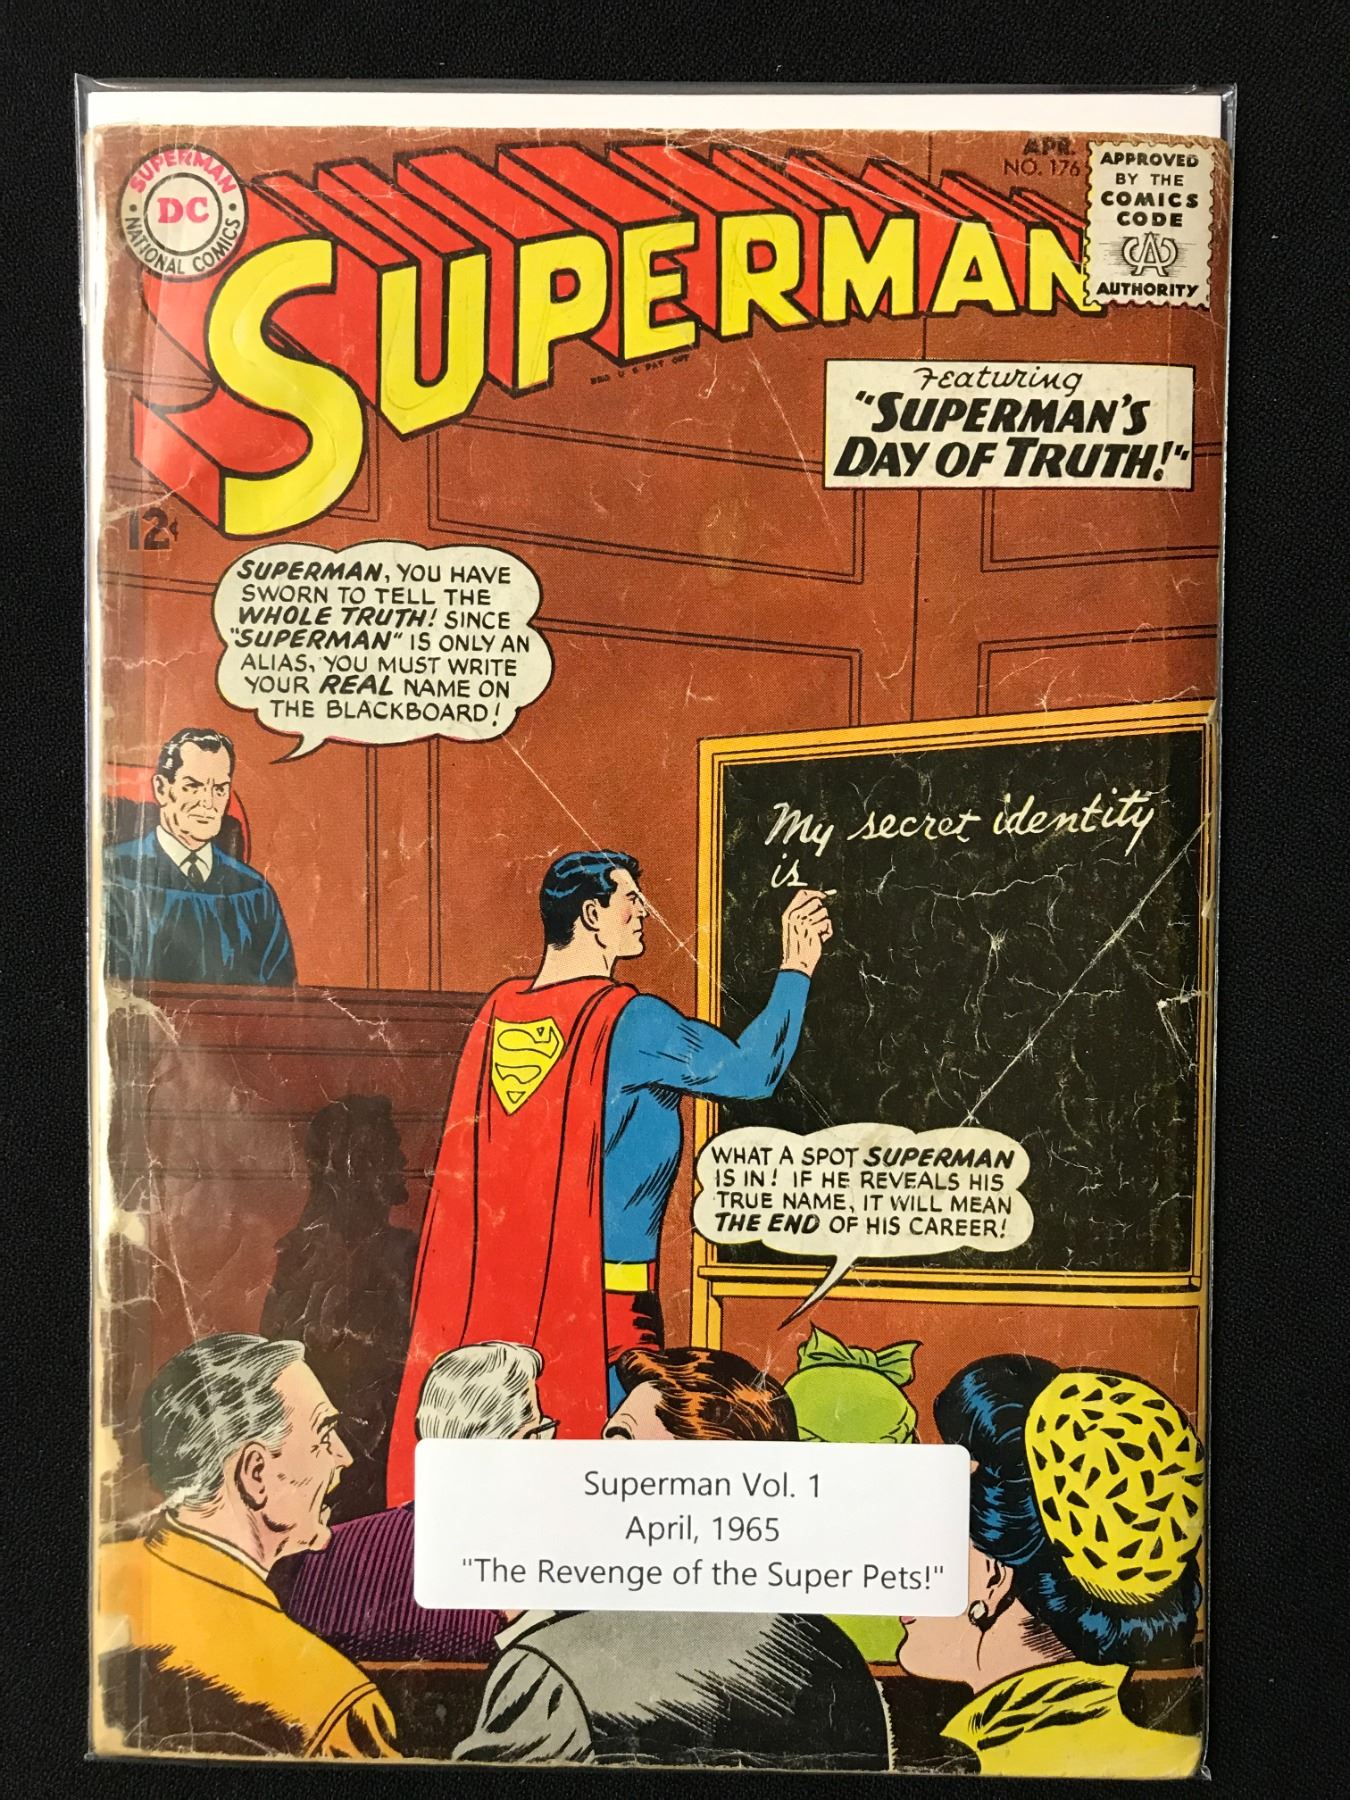 SUPERMAN
DC
NATIONAL COMICS
APR.
NO. 176
APPROVED
BY THE
COMICS
CODE
CA
AUTHORITY
SUPERMAN
REG. U. S. PAT. OFF.
Featuring
"SUPERMAN'S
DAY OF TRUTH!"
12¢
SUPERMAN, YOU HAVE
SWORN TO TELL THE
WHOLE TRUTH! SINCE
"SUPERMAN" IS ONLY AN
ALIAS, YOU MUST WRITE
YOUR REAL NAME ON
THE BLACKBOARD!
My secret identity
is
S
WHAT A SPOT SUPERMAN
IS IN! IF HE REVEALS HIS
TRUE NAME, IT WILL MEAN
THE END OF HIS CAREER!
Superman Vol. 1
April, 1965
"The Revenge of the Super Pets!"